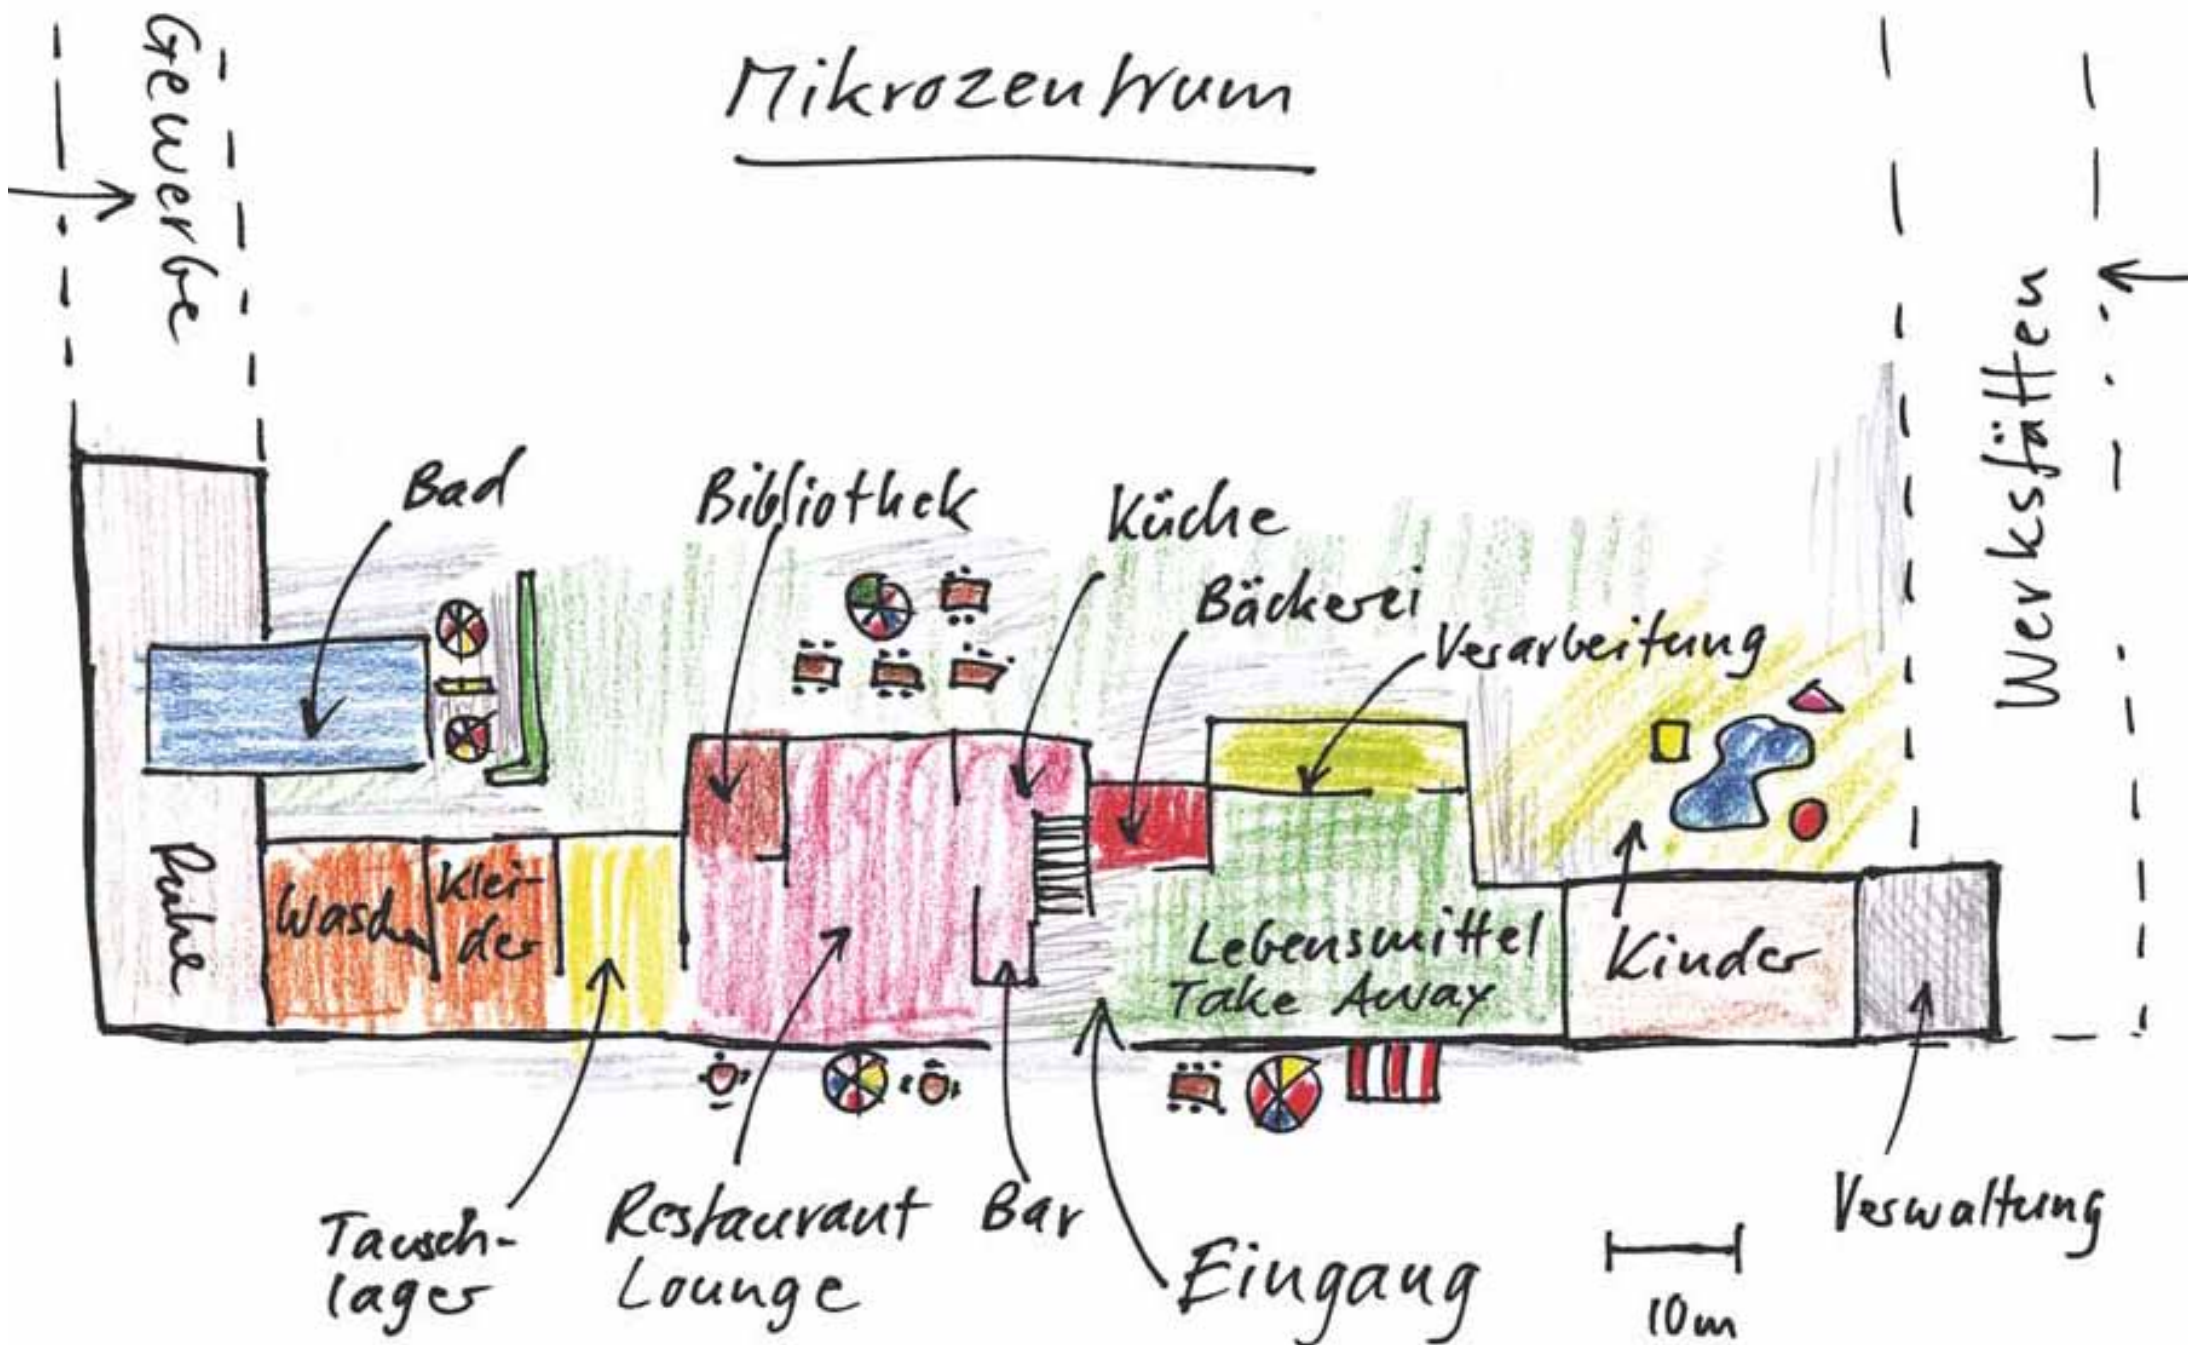 Mikrozentrum
Gewerbe
Werkstätten
Bad
Bibliothek
Küche
Bäckerei
Verarbeitung
Ruhe
Waschen
Klei-
der
Lebensmittel
Take Away
Kinder
Tausch-
lager
Restaurant
Lounge
Bar
Eingang
Verwaltung
10m